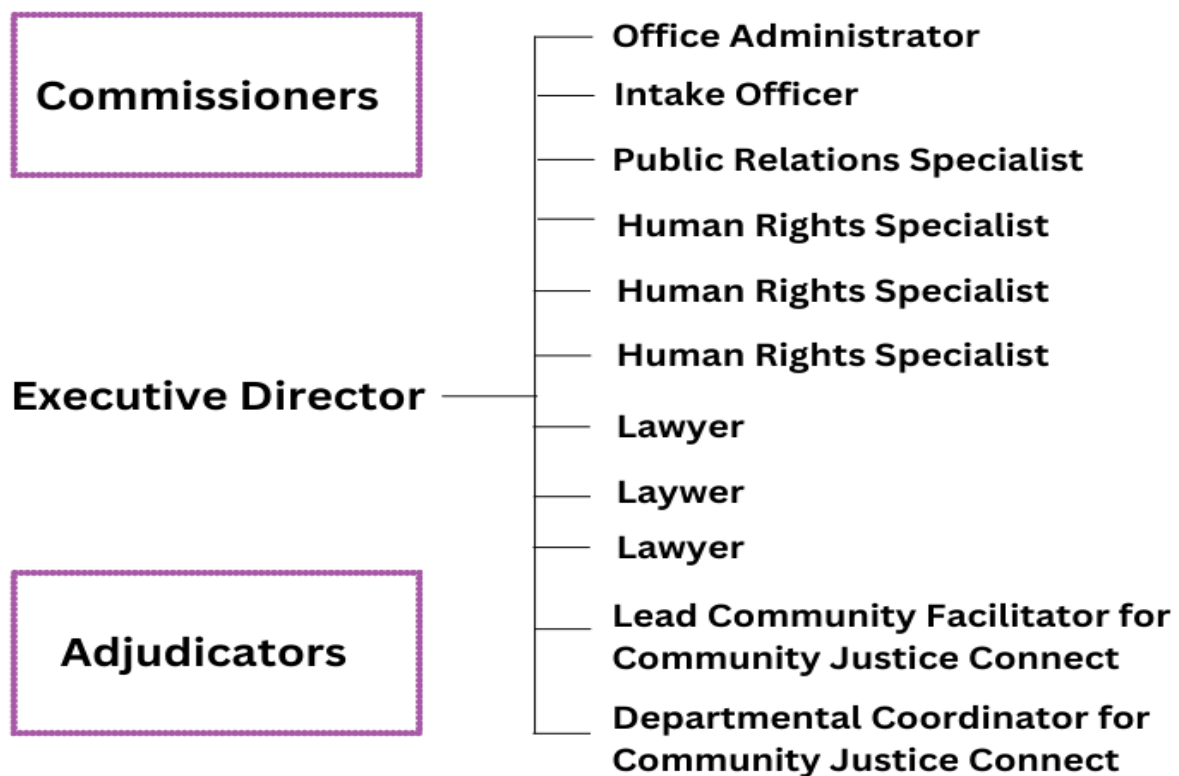 Commissioners
Executive Director
Adjudicators
Office Administrator
Intake Officer
Public Relations Specialist
Human Rights Specialist
Human Rights Specialist
Human Rights Specialist
Lawyer
Laywer
Lawyer
Lead Community Facilitator for
Community Justice Connect
Departmental Coordinator for
Community Justice Connect